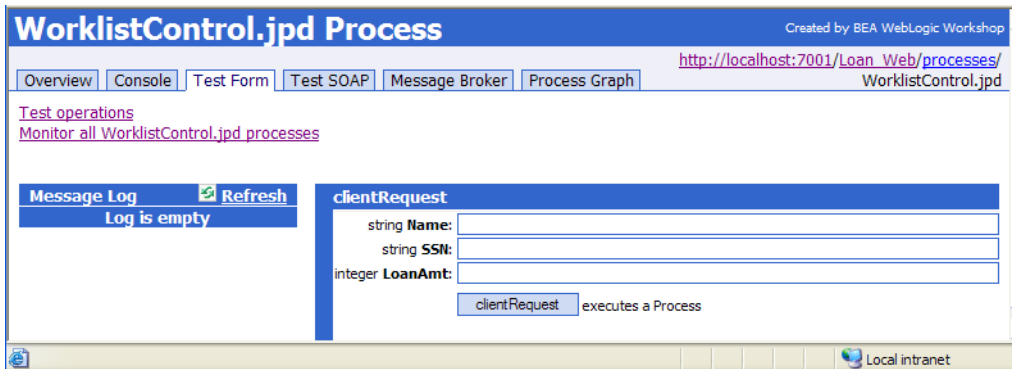 WorklistControl.jpd Process
Created by BEA WebLogic Workshop
http://localhost:7001/Loan_Web/processes/
WorklistControl.jpd
Overview Console Test Form Test SOAP Message Broker Process Graph
Test operations
Monitor all WorklistControl.jpd processes
Message Log Refresh
Log is empty
clientRequest
string Name:
string SSN:
integer LoanAmt:
clientRequest executes a Process
Local intranet